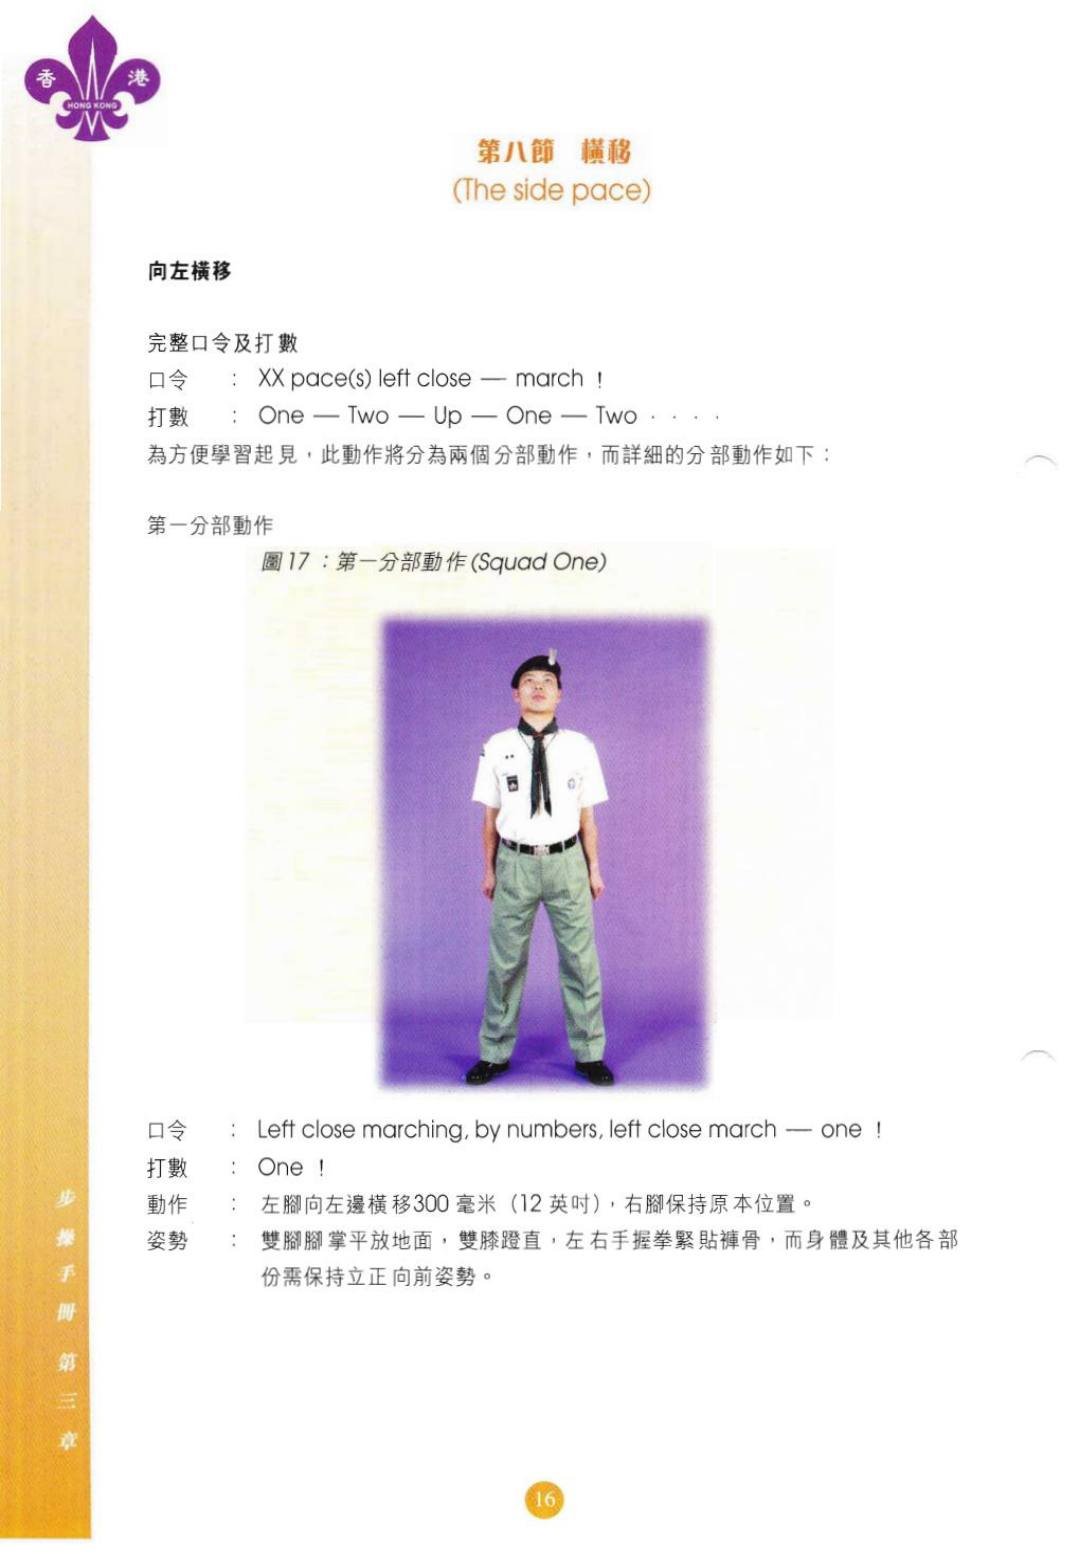 香 港
HONG KONG
第八節 橫移
(The side pace)
向左橫移
完整口令及打數
口令 : XX pace(s) left close — march !
打數 : One — Two — Up — One — Two · · · ·
為方便學習起見，此動作將分為兩個分部動作，而詳細的分部動作如下：
第一分部動作
圖17：第一分部動作(Squad One)
口令 : Left close marching, by numbers, left close march — one !
打數 : One !
動作 : 左腳向左邊橫移300 毫米（12 英吋），右腳保持原本位置。
姿勢 : 雙腳腳掌平放地面，雙膝蹬直，左右手握拳緊貼褲骨，而身體及其他各部
份需保持立正向前姿勢。
步操手冊 第三章
16